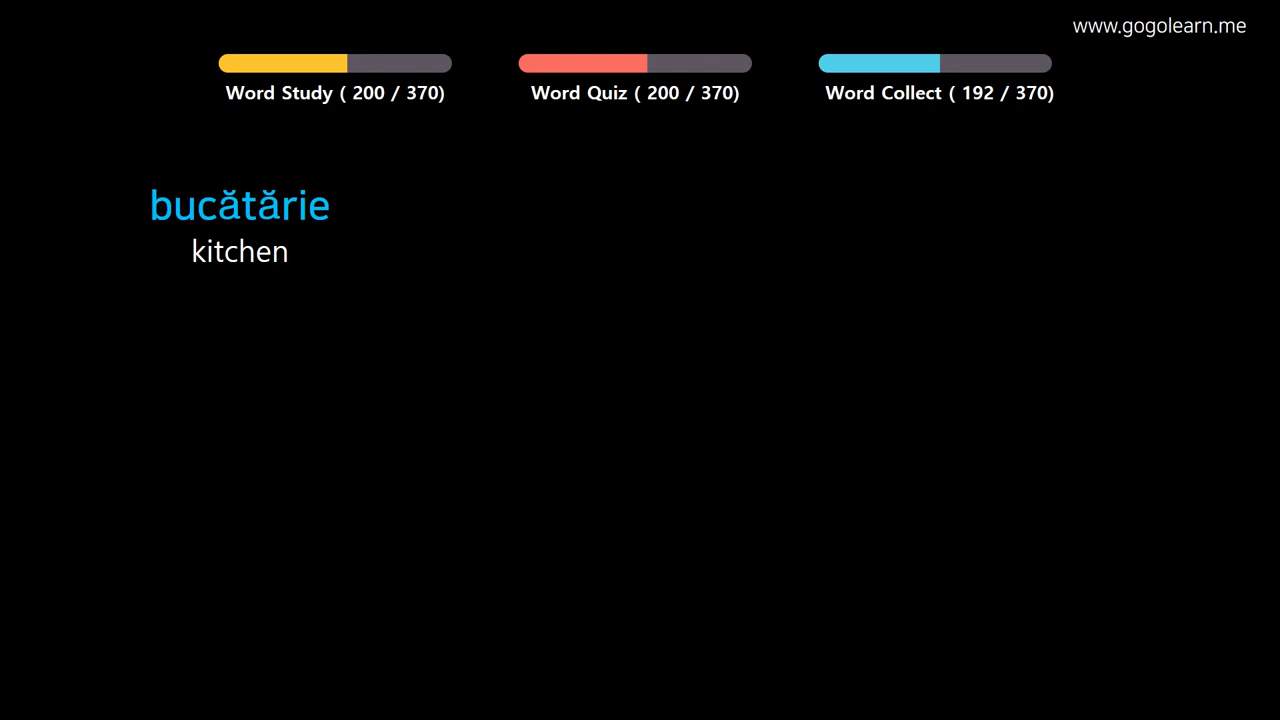 www.gogolearn.me
Word Study ( 200 / 370)
Word Quiz ( 200 / 370)
Word Collect ( 192 / 370)
bucătărie
kitchen